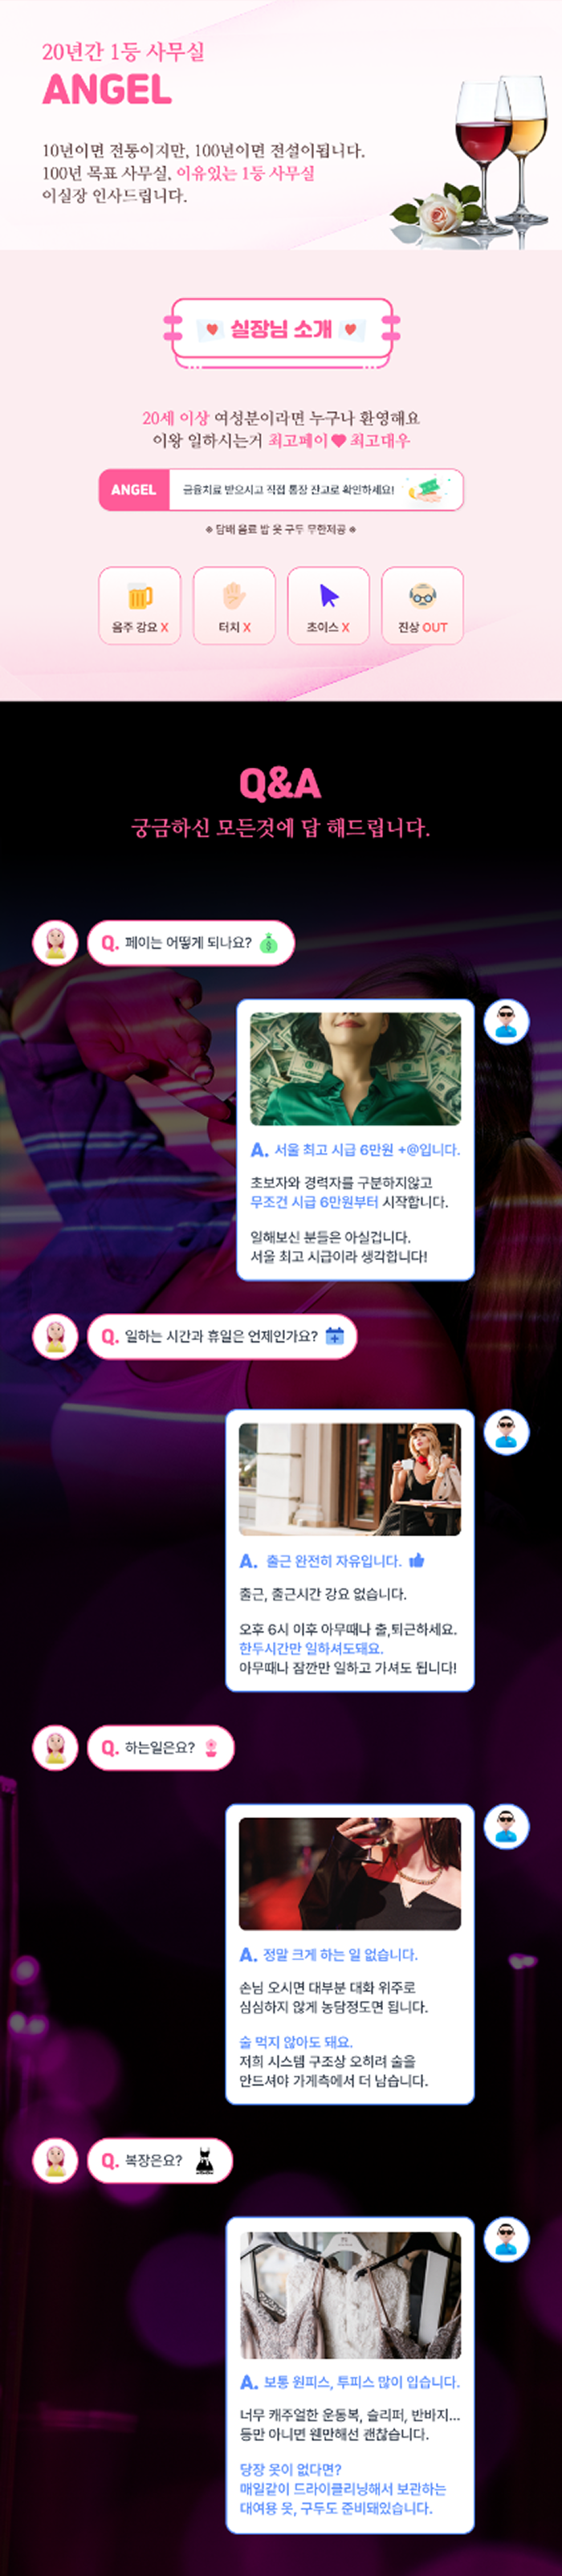 20년간 1등 사무실
ANGEL
10년이면 전통이지만, 100년이면 전설이됩니다.
100년 목표 사무실, 이유있는 1등 사무실
이실장 인사드립니다.
실장님 소개
20세 이상 여성분이라면 누구나 환영해요
이왕 일하시는거 최고페이 ♥ 최고대우
ANGEL 금융치료 받으시고 직접 통장 잔고로 확인하세요!
※ 담배 음료 밥 옷 구두 무한제공 ※
음주 강요 X
터치 X
초이스 X
진상 OUT
Q&A
궁금하신 모든것에 답 해드립니다.
Q. 페이는 어떻게 되나요?
A. 서울 최고 시급 6만원 +@입니다.
초보자와 경력자를 구분하지않고
무조건 시급 6만원부터 시작합니다.
일해보신 분들은 아실겁니다.
서울 최고 시급이라 생각합니다!
Q. 일하는 시간과 휴일은 언제인가요?
A. 출근 완전히 자유입니다.
출근, 출근시간 강요 없습니다.
오후 6시 이후 아무때나 출,퇴근하세요.
한두시간만 일하셔도돼요.
아무때나 잠깐만 일하고 가셔도 됩니다!
Q. 하는일은요?
A. 정말 크게 하는 일 없습니다.
손님 오시면 대부분 대화 위주로
심심하지 않게 농담정도면 됩니다.
술 먹지 않아도 돼요.
저희 시스템 구조상 오히려 술을
안드셔야 가게측에서 더 남습니다.
Q. 복장은요?
A. 보통 원피스, 투피스 많이 입습니다.
너무 캐주얼한 운동복, 슬리퍼, 반바지...
등만 아니면 웬만해선 괜찮습니다.
당장 옷이 없다면?
매일같이 드라이클리닝해서 보관하는
대여용 옷, 구두도 준비돼있습니다.